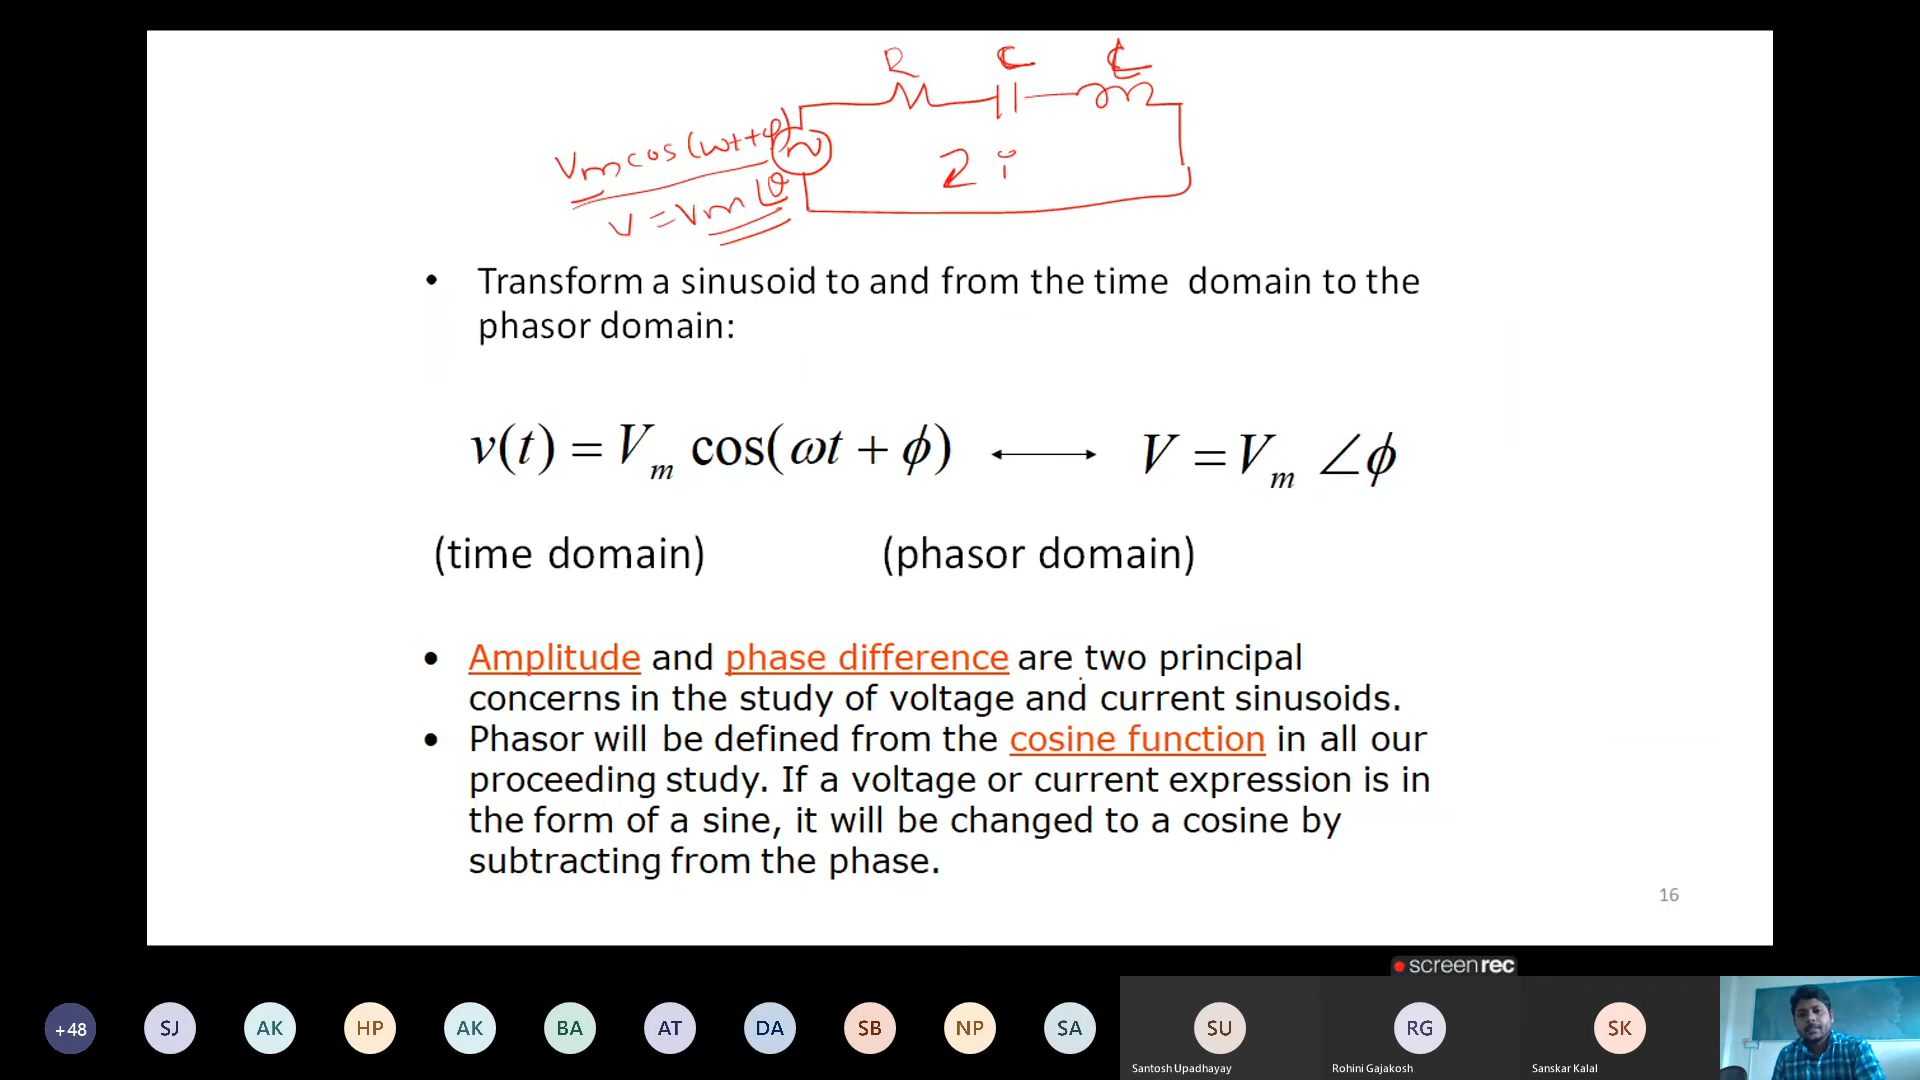 R C L
Vm cos(ωt+φ)
V = Vm∠θ
2 i
• Transform a sinusoid to and from the time domain to the
phasor domain:
v(t) = Vm cos(ωt + ϕ) ⟷ V = Vm ∠ϕ
(time domain) (phasor domain)
• Amplitude and phase difference are two principal
concerns in the study of voltage and current sinusoids.
• Phasor will be defined from the cosine function in all our
proceeding study. If a voltage or current expression is in
the form of a sine, it will be changed to a cosine by
subtracting from the phase.
16
screenrec
+48 SJ AK HP AK BA AT DA SB NP SA SU RG SK
Santosh Upadhayay Rohini Gajakosh Sanskar Kalal